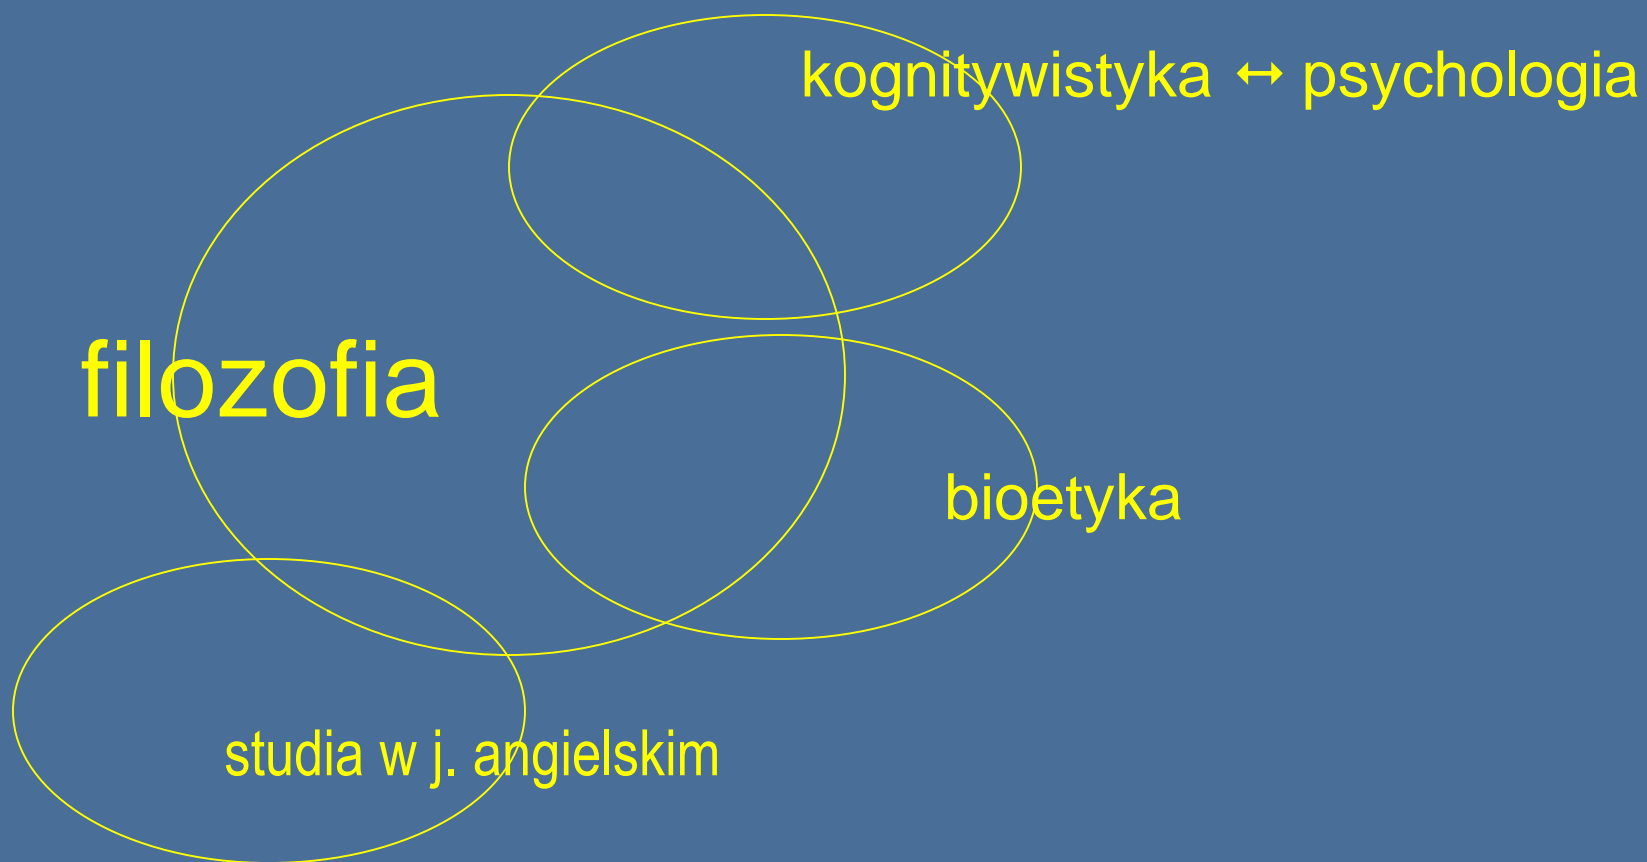 kognitywistyka ↔ psychologia
filozofia
bioetyka
studia w j. angielskim